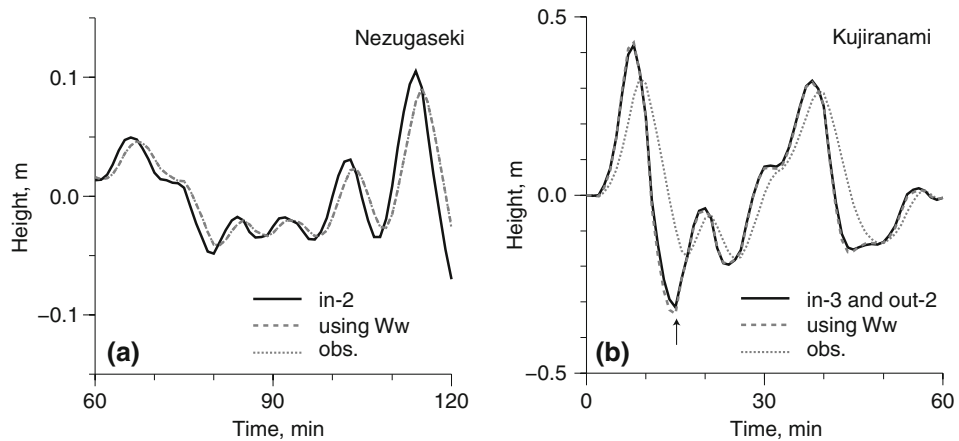 Nezugaseki
0.1
0.0
−0.1
Height, m
in-2
using Ww
obs.
(a)
60
90
120
Time, min
Kujiranami
0.5
0.0
−0.5
Height, m
in-3 and out-2
using Ww
obs.
(b)
0
30
60
Time, min